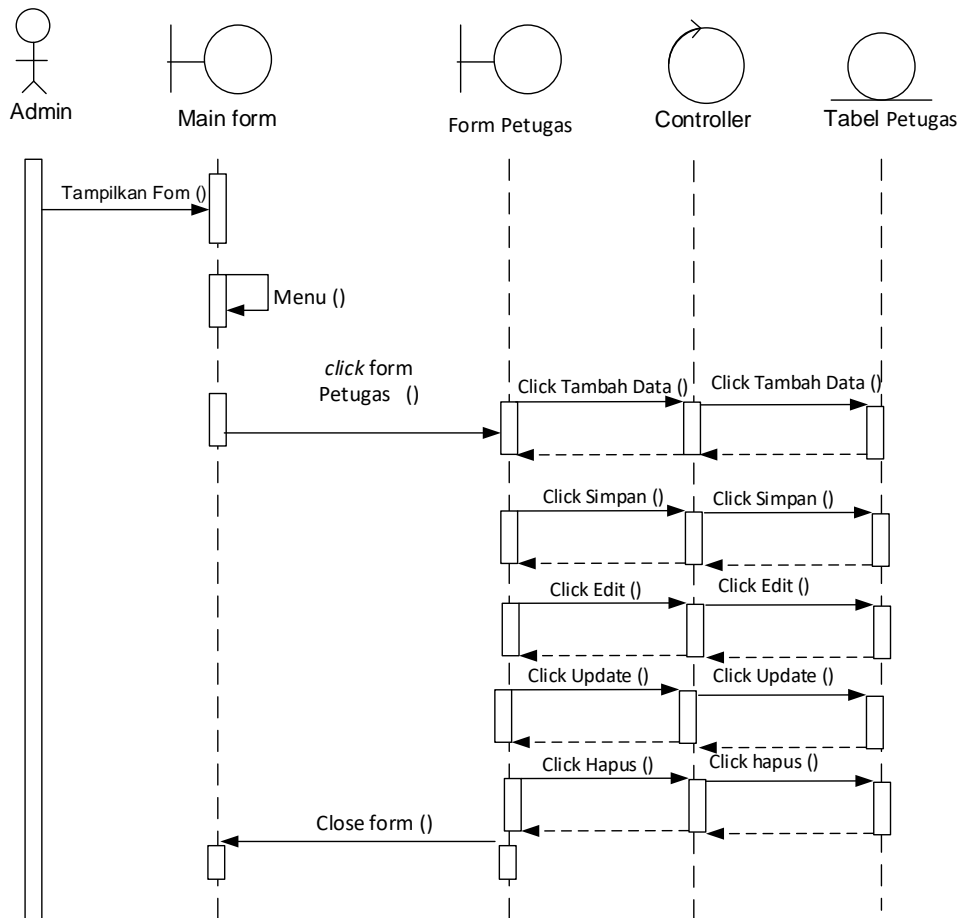 Admin
Main form
Form Petugas
Controller
Tabel Petugas
Tampilkan Fom ()
Menu ()
click form
Petugas ()
Click Tambah Data ()
Click Tambah Data ()
Click Simpan ()
Click Simpan ()
Click Edit ()
Click Edit ()
Click Update ()
Click Update ()
Click Hapus ()
Click hapus ()
Close form ()